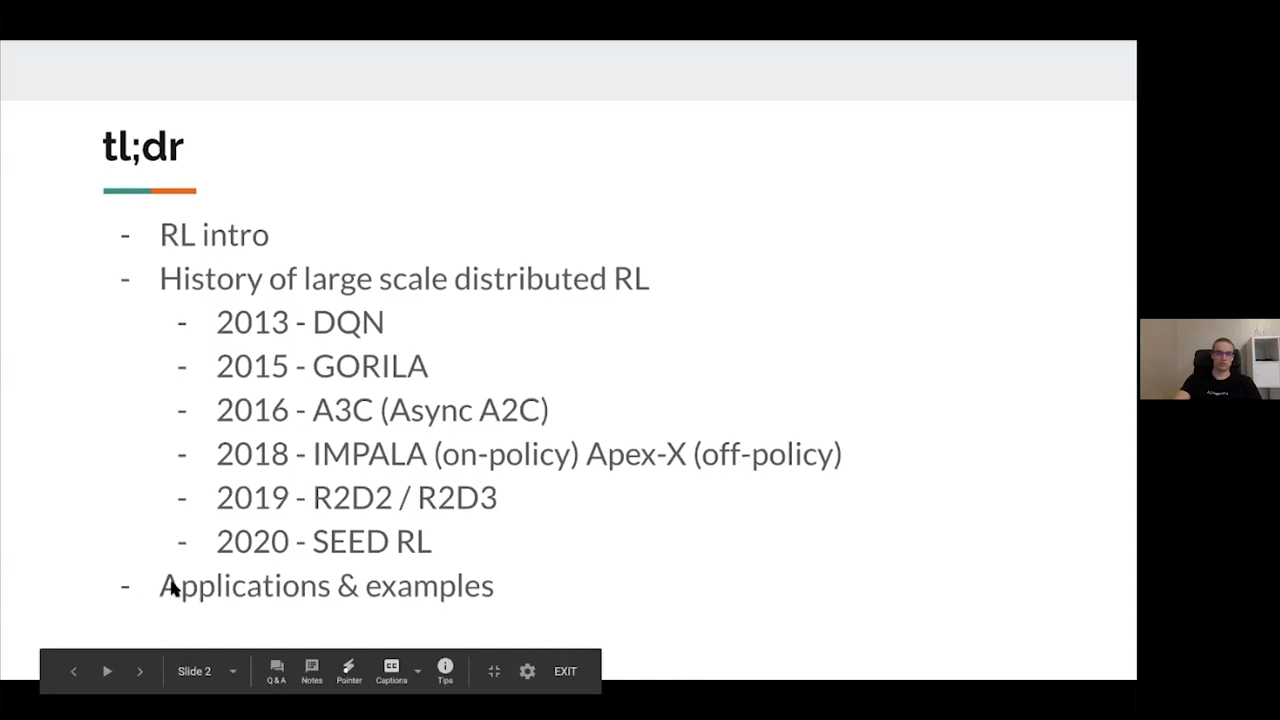 tl;dr
- RL intro
- History of large scale distributed RL
- 2013 - DQN
- 2015 - GORILA
- 2016 - A3C (Async A2C)
- 2018 - IMPALA (on-policy) Apex-X (off-policy)
- 2019 - R2D2 / R2D3
- 2020 - SEED RL
- Applications & examples
Slide 2
Q&A Notes Pointer Captions Tips EXIT